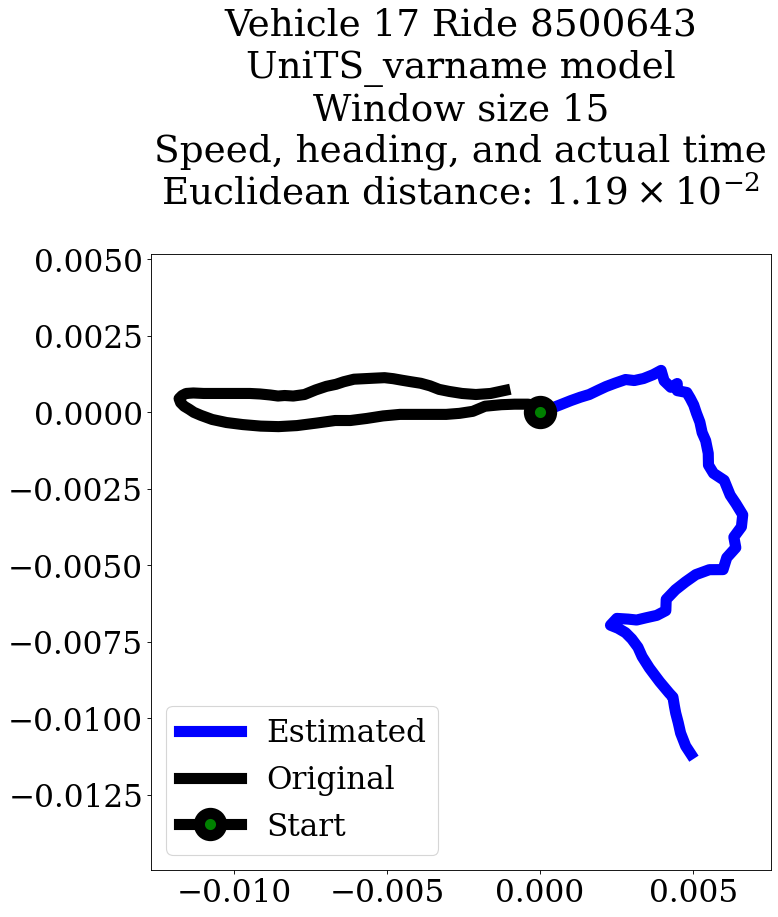 Vehicle 17 Ride 8500643
UniTS_varname model
Window size 15
Speed, heading, and actual time
Euclidean distance: 1.19 × 10⁻²
0.0050
0.0025
0.0000
−0.0025
−0.0050
−0.0075
−0.0100
−0.0125
Estimated
Original
Start
−0.010
−0.005
0.000
0.005